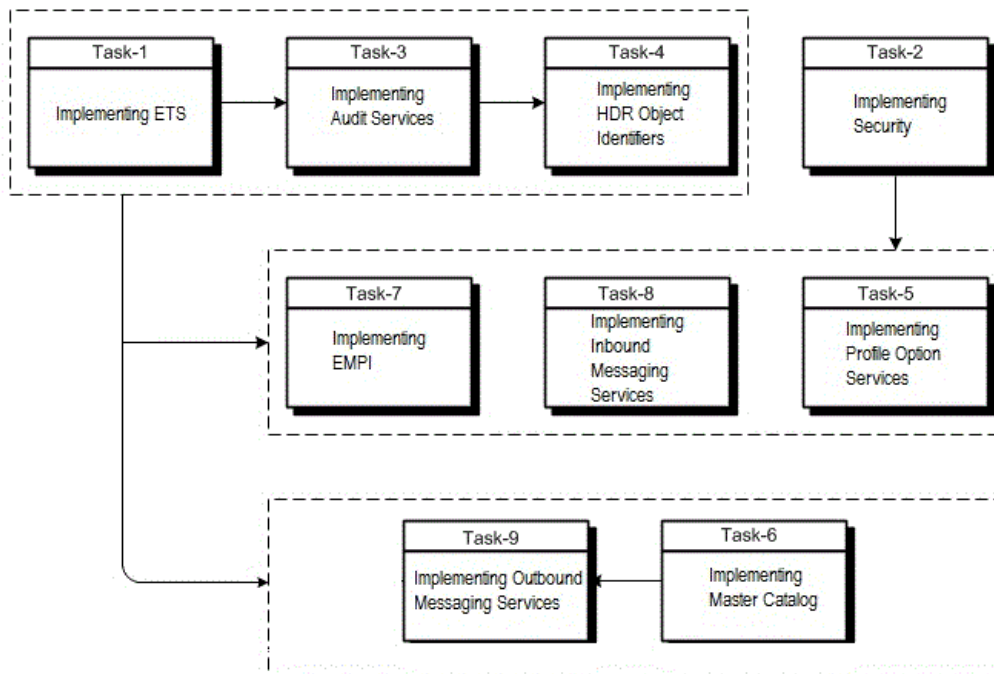 Task-1
Implementing ETS
Task-3
Implementing
Audit Services
Task-4
Implementing
HDR Object
Identifiers
Task-2
Implementing
Security
Task-7
Implementing
EMPI
Task-8
Implementing
Inbound
Messaging
Services
Task-5
Implementing
Profile Option
Services
Task-9
Implementing Outbound
Messaging Services
Task-6
Implementing
Master Catalog